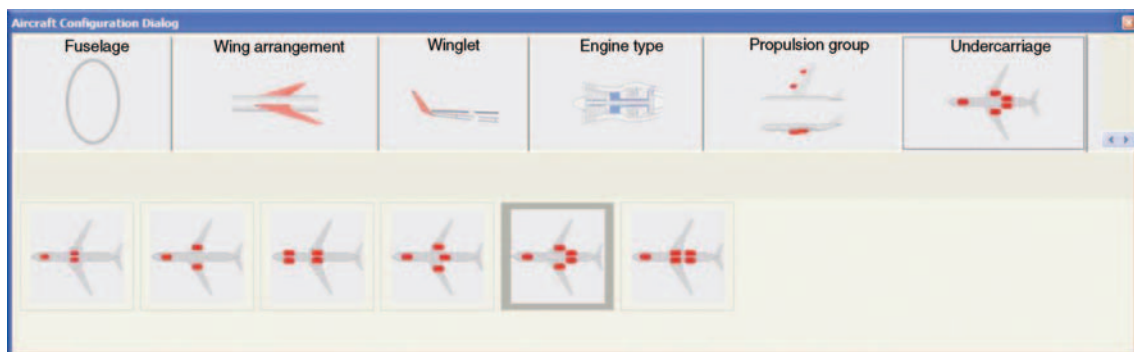 Aircraft Configuration Dialog
Fuselage Wing arrangement Winglet Engine type Propulsion group Undercarriage